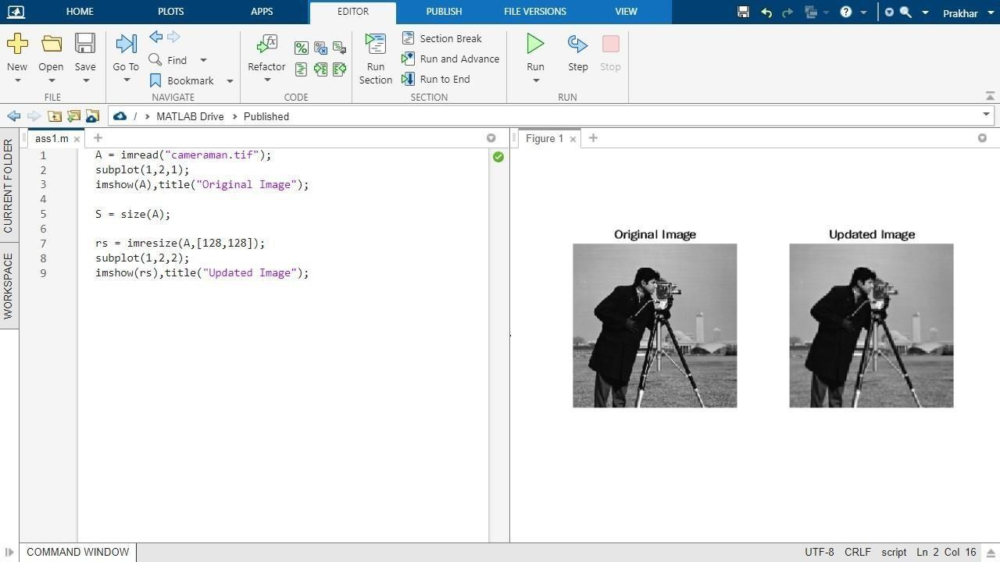 HOME PLOTS APPS EDITOR PUBLISH FILE VERSIONS VIEW Prakhar
New Open Save Go To Find Bookmark Refactor Run Section Section Break Run and Advance Run to End Run Step Stop
FILE NAVIGATE CODE SECTION RUN
/ › MATLAB Drive › Published
CURRENT FOLDER
WORKSPACE
ass1.m × +
1 A = imread("cameraman.tif");
2 subplot(1,2,1);
3 imshow(A),title("Original Image");
4
5 S = size(A);
6
7 rs = imresize(A,[128,128]);
8 subplot(1,2,2);
9 imshow(rs),title("Updated Image");
Figure 1 × +
Original Image Updated Image
COMMAND WINDOW
UTF-8 CRLF script Ln 2 Col 16